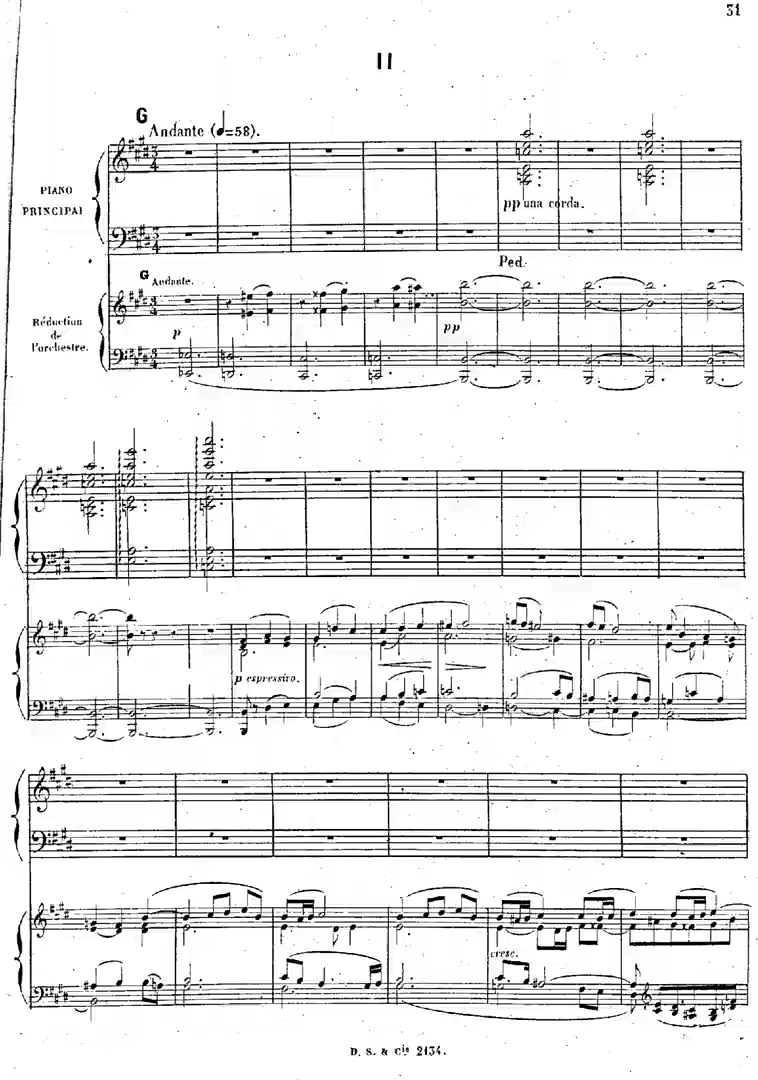 31
II
G
Andante (♩=58).
PIANO
PRINCIPAL
pp una corda.
Ped.
G
Andante.
Réduction
de
l'orchestre.
p
pp
p espressivo.
cresc.
D. S. & Cie 2134.